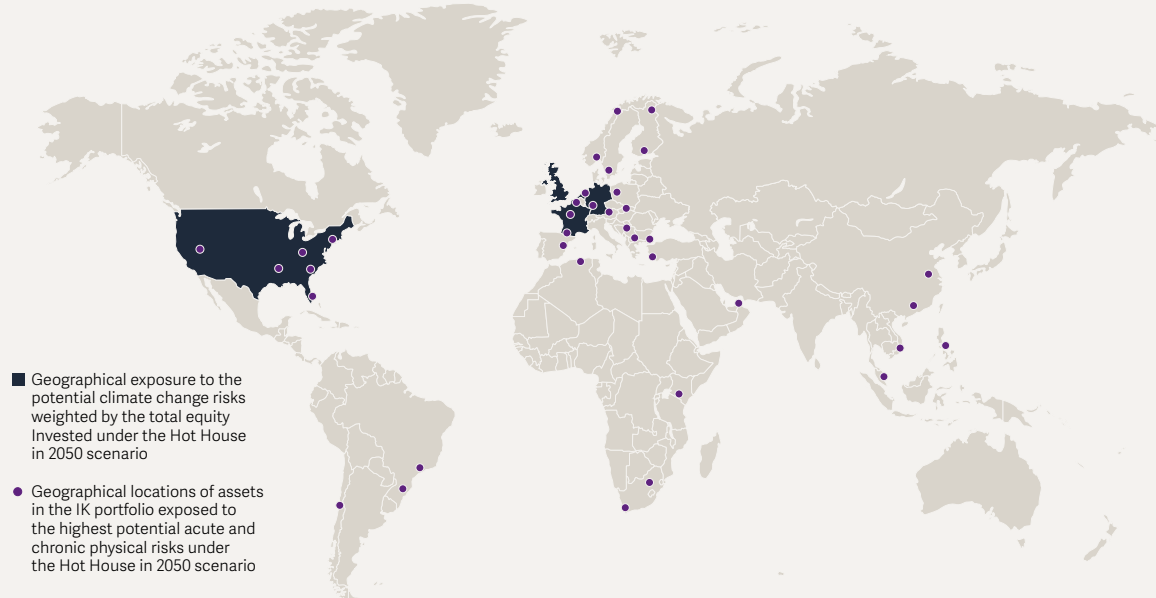 Geographical exposure to the
potential climate change risks
weighted by the total equity
Invested under the Hot House
in 2050 scenario
Geographical locations of assets
in the IK portfolio exposed to
the highest potential acute and
chronic physical risks under
the Hot House in 2050 scenario